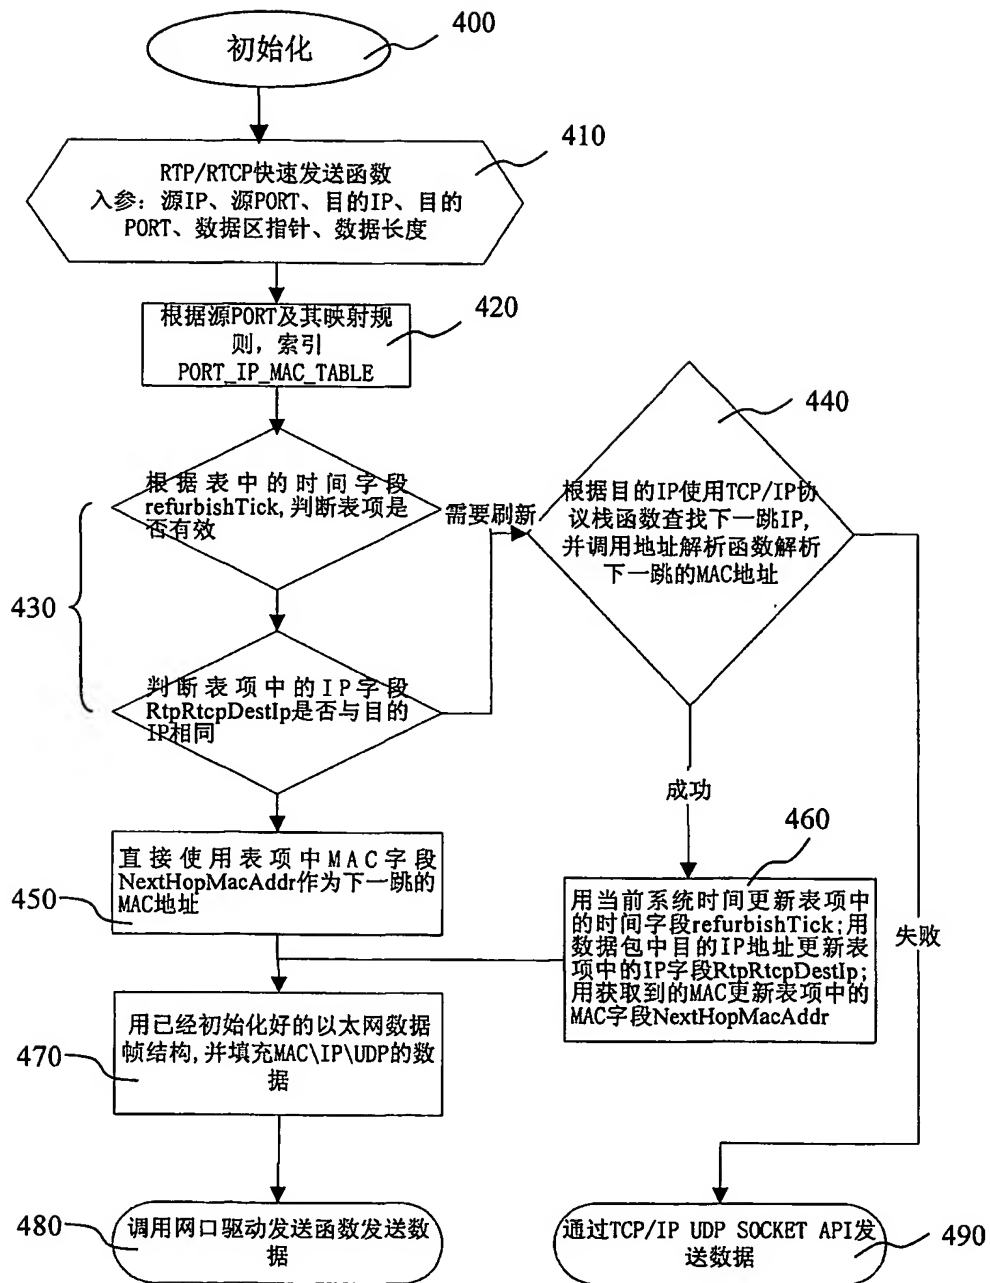 初始化
400
410
RTP/RTCP快速发送函数
入参：源IP、源PORT、目的IP、目的
PORT、数据区指针、数据长度
420
根据源PORT及其映射规
则，索引
PORT_IP_MAC_TABLE
440
430
根据表中的时间字段
refurbishTick,判断表项是
否有效
需要刷新
根据目的IP使用TCP/IP协
议栈函数查找下一跳IP,
并调用地址解析函数解析
下一跳的MAC地址
判断表项中的IP字段
RtpRtcpDestIp是否与目的
IP相同
成功
失败
450
直接使用表项中MAC字段
NextHopMacAddr作为下一跳的
MAC地址
460
用当前系统时间更新表项中
的时间字段refurbishTick;用
数据包中目的IP地址更新表
项中的IP字段RtpRtcpDestIp;
用获取到的MAC更新表项中的
MAC字段NextHopMacAddr
470
用已经初始化好的以太网数据
帧结构,并填充MAC\IP\UDP的数
据
480
调用网口驱动发送函数发送数
据
通过TCP/IP UDP SOCKET API发
送数据
490